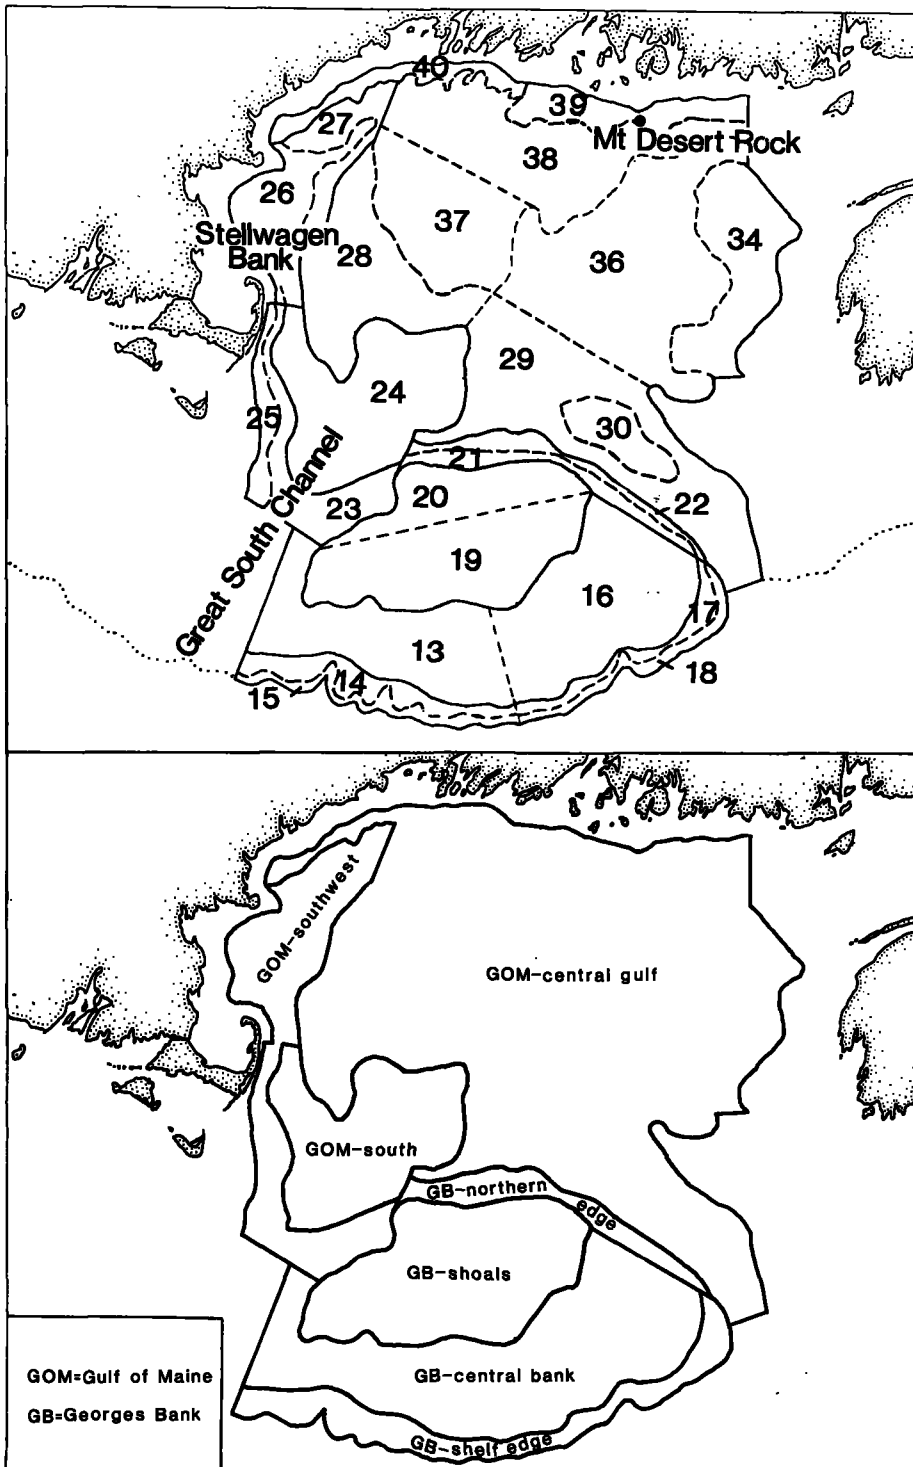 40
39
27
Mt Desert Rock
38
26
37
34
Stellwagen
Bank
28
36
29
24
25
30
21
20
22
23
19
16
17
13
18
14
15
Great South Channel
GOM-southwest
GOM-central gulf
GOM-south
GB-northern
edge
GB-shoals
GB-central bank
GB-shelf edge
GOM=Gulf of Maine
GB=Georges Bank